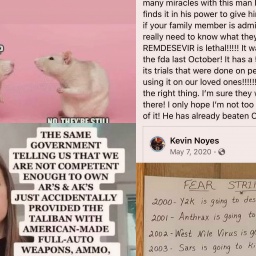 NO THEY'RE STILL
THE SAME
GOVERNMENT
TELLING US THAT WE
ARE NOT COMPETENT
ENOUGH TO OWN
AR'S & AK'S
JUST ACCIDENTALLY
PROVIDED THE
TALIBAN WITH
AMERICAN-MADE
FULL-AUTO
WEAPONS, AMMO,
many miracles with this man
finds it in his power to give hi
if your family member is admi
really need to know what they
REMDESEVIR is lethal!!!!! It wa
the fda last October! It has a
its trials that were done on pe
using it on our loved ones!!!!!!
the right thing. I'm sure they w
there! I only hope I'm not too
of it! He has already beaten C
Kevin Noyes
May 7, 2020
FEAR STRI
2000- Y2K is going to des
2001- Anthrax is going to
2002- West Nile Virus is go
2003- Sars is going to Ki